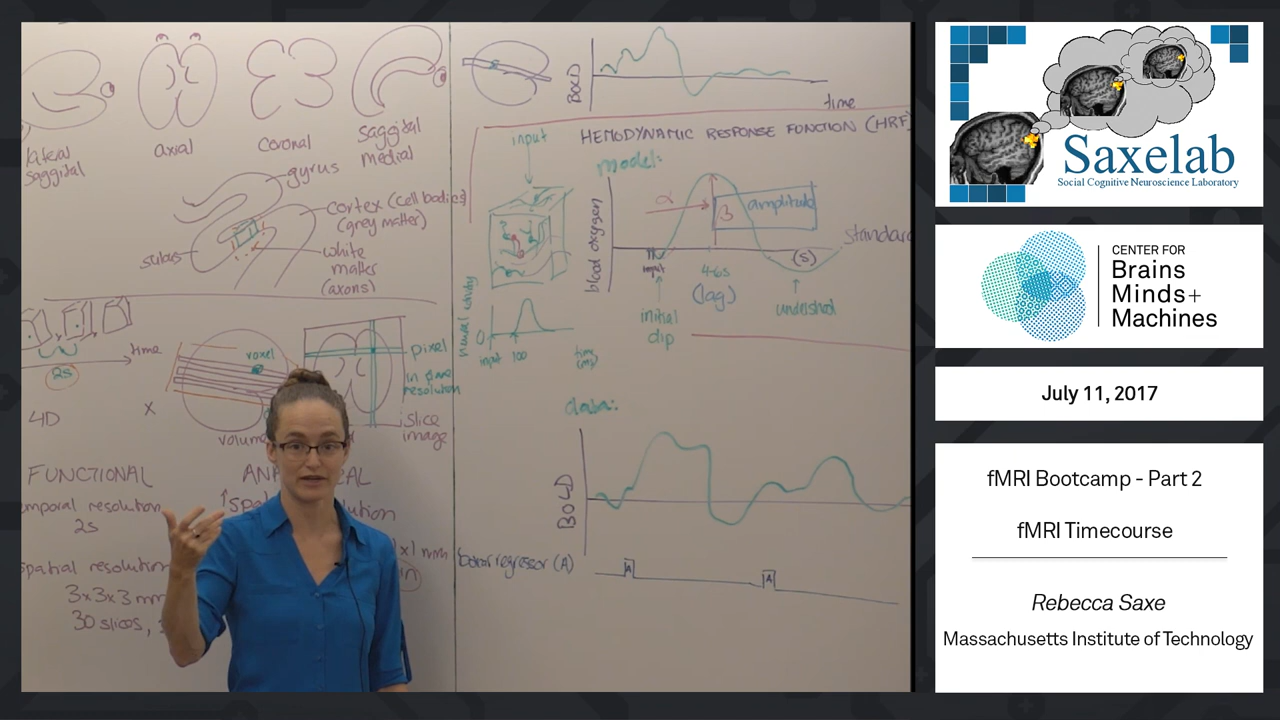 lateral
saggital
axial
coronal
saggital
medial
gyrus
cortex (cell bodies)
(grey matter)
sulcus
white
matter
(axons)
time
2s
4D
X
voxel
volume
pixel
in plane
resolution
slice
image
FUNCTIONAL
temporal resolution
2s
spatial resolution
3x3x3 mm
30 slices,
BOLD
time
HEMODYNAMIC RESPONSE FUNCTION (HRF)
input
model:
blood oxygen
α
β
amplitude
standard
(s)
input
4-6s
(lag)
initial
dip
undershoot
neural activity
0
input
100
time
(ms)
data:
BOLD
regressor (A)
A
A
Saxelab
Social Cognitive Neuroscience Laboratory
CENTER FOR
Brains
Minds+
Machines
July 11, 2017
fMRI Bootcamp - Part 2
fMRI Timecourse
Rebecca Saxe
Massachusetts Institute of Technology